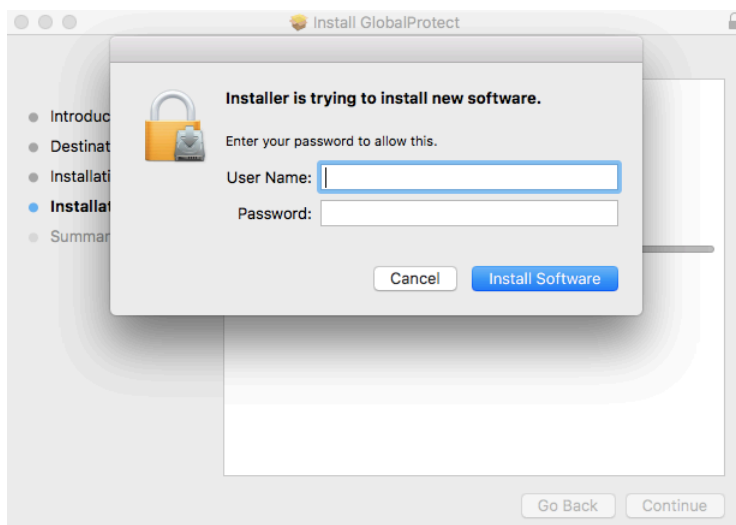 Install GlobalProtect
Installer is trying to install new software.
Enter your password to allow this.
User Name:
Password:
Cancel
Install Software
Introduc
Destinat
Installati
Installat
Summar
Go Back
Continue